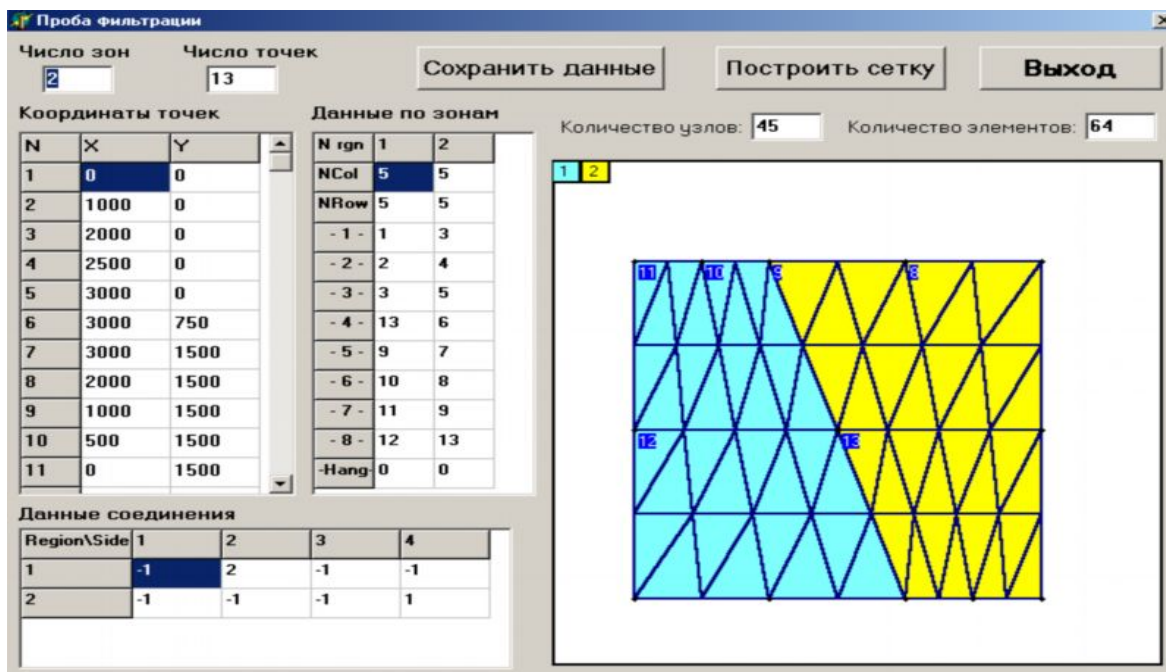 Проба фильтрации
Число зон Число точек
2 13
Сохранить данные Построить сетку Выход
Координаты точек
N X Y
1 0 0
2 1000 0
3 2000 0
4 2500 0
5 3000 0
6 3000 750
7 3000 1500
8 2000 1500
9 1000 1500
10 500 1500
11 0 1500
Данные по зонам
N rgn 1 2
NCol 5 5
NRow 5 5
- 1 - 1 3
- 2 - 2 4
- 3 - 3 5
- 4 - 13 6
- 5 - 9 7
- 6 - 10 8
- 7 - 11 9
- 8 - 12 13
-Hang- 0 0
Количество узлов: 45 Количество элементов: 64
1 2
11 10 9 8
12 13
Данные соединения
Region\Side 1 2 3 4
1 -1 2 -1 -1
2 -1 -1 -1 1